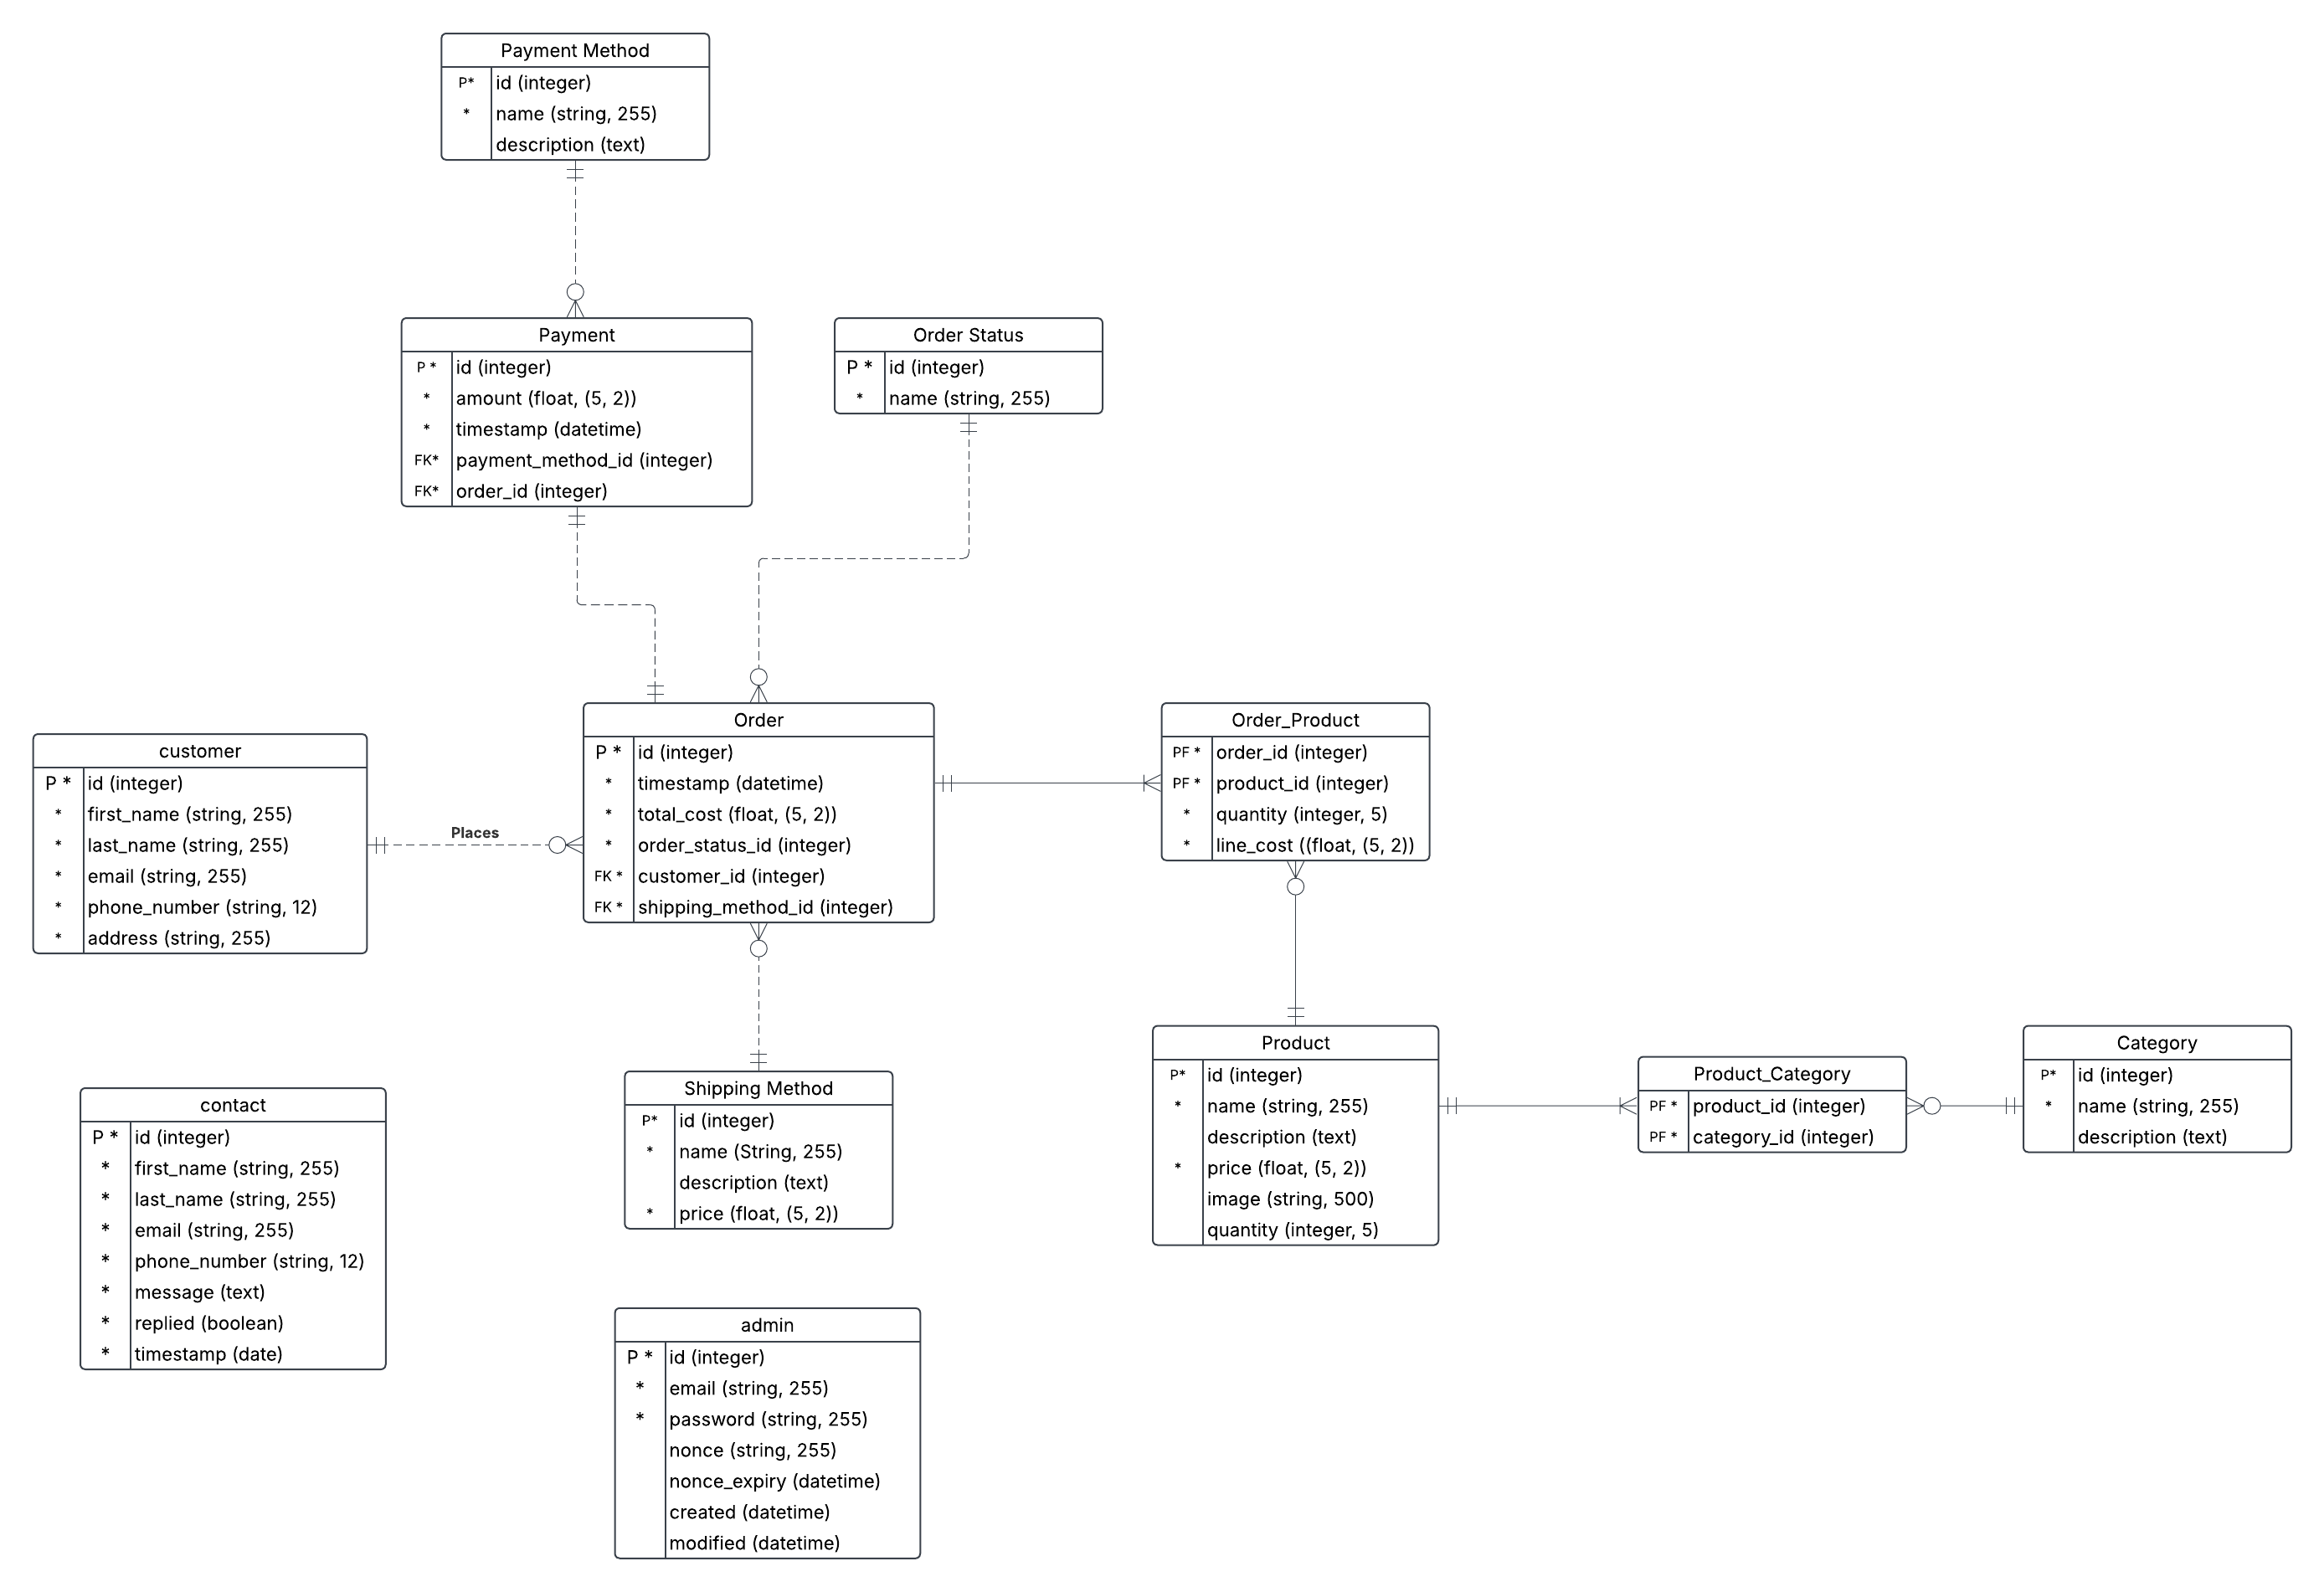 Payment Method
P* id (integer)
* name (string, 255)
description (text)
Payment
P * id (integer)
* amount (float, (5, 2))
* timestamp (datetime)
FK* payment_method_id (integer)
FK* order_id (integer)
Order Status
P * id (integer)
* name (string, 255)
customer
P * id (integer)
* first_name (string, 255)
* last_name (string, 255)
* email (string, 255)
* phone_number (string, 12)
* address (string, 255)
Places
Order
P * id (integer)
* timestamp (datetime)
* total_cost (float, (5, 2))
* order_status_id (integer)
FK * customer_id (integer)
FK * shipping_method_id (integer)
Order_Product
PF * order_id (integer)
PF * product_id (integer)
* quantity (integer, 5)
* line_cost ((float, (5, 2))
contact
P * id (integer)
* first_name (string, 255)
* last_name (string, 255)
* email (string, 255)
* phone_number (string, 12)
* message (text)
* replied (boolean)
* timestamp (date)
Shipping Method
P* id (integer)
* name (String, 255)
description (text)
* price (float, (5, 2))
Product
P* id (integer)
* name (string, 255)
description (text)
* price (float, (5, 2))
image (string, 500)
quantity (integer, 5)
Product_Category
PF * product_id (integer)
PF * category_id (integer)
Category
P* id (integer)
* name (string, 255)
description (text)
admin
P * id (integer)
* email (string, 255)
* password (string, 255)
nonce (string, 255)
nonce_expiry (datetime)
created (datetime)
modified (datetime)